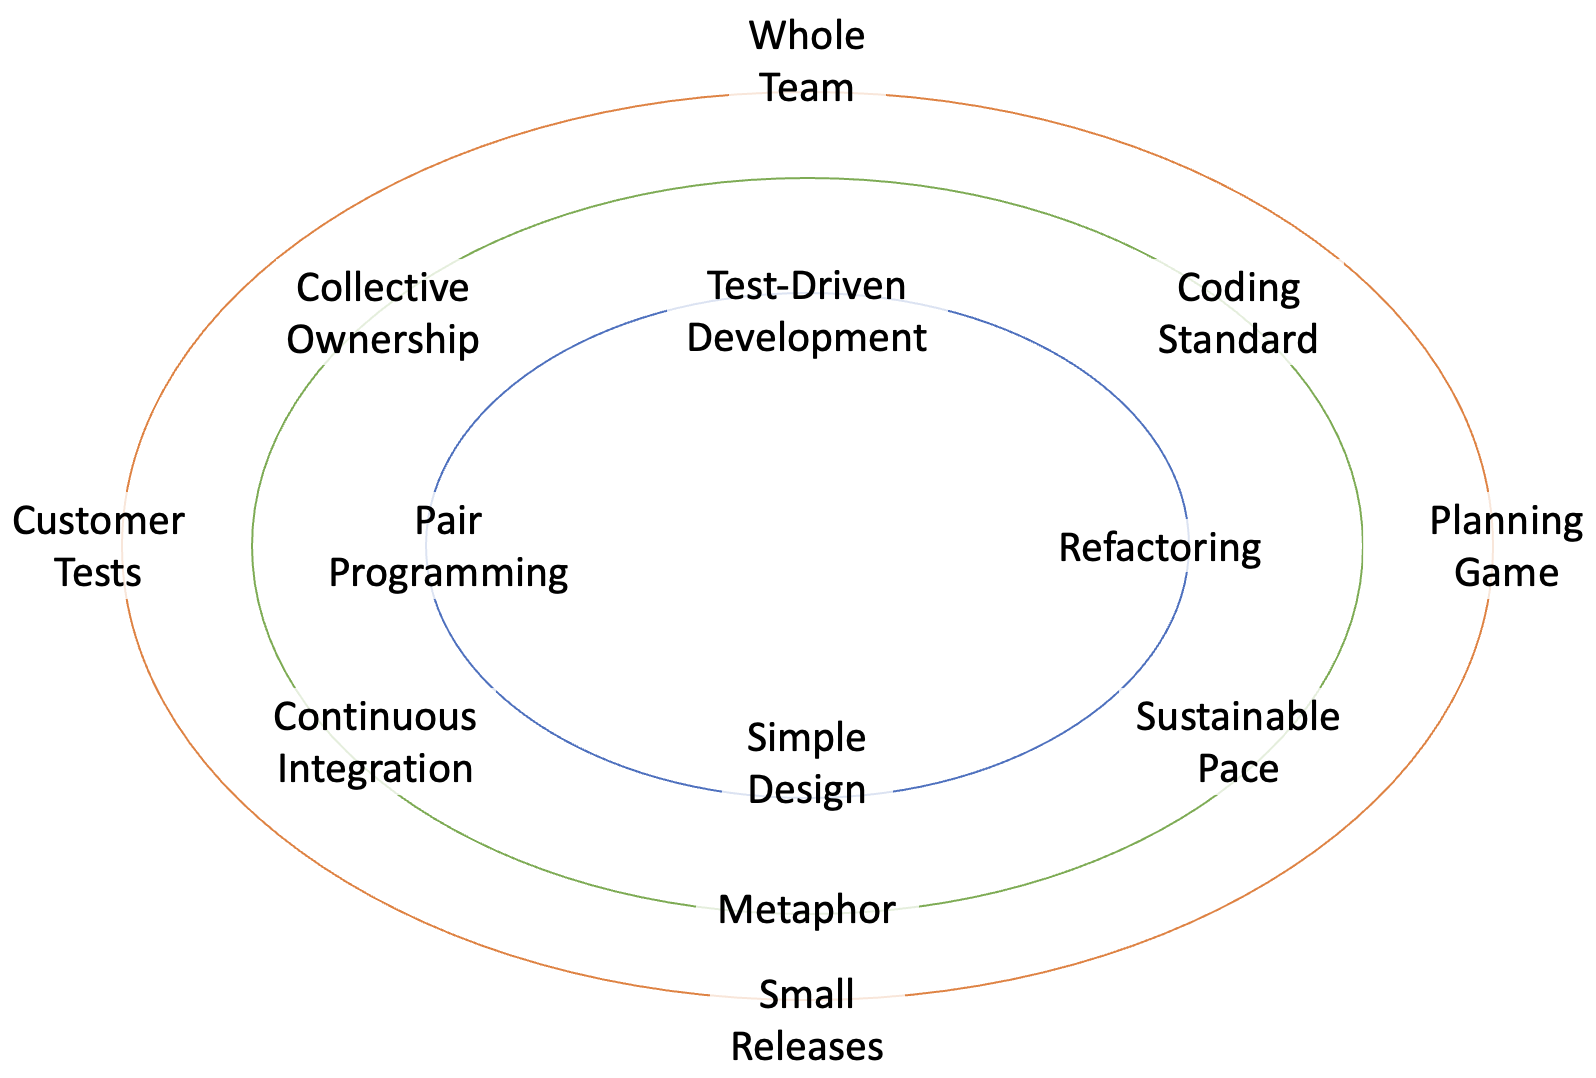 Whole
Team
Collective
Ownership
Test-Driven
Development
Coding
Standard
Customer
Tests
Pair
Programming
Refactoring
Planning
Game
Continuous
Integration
Simple
Design
Sustainable
Pace
Metaphor
Small
Releases